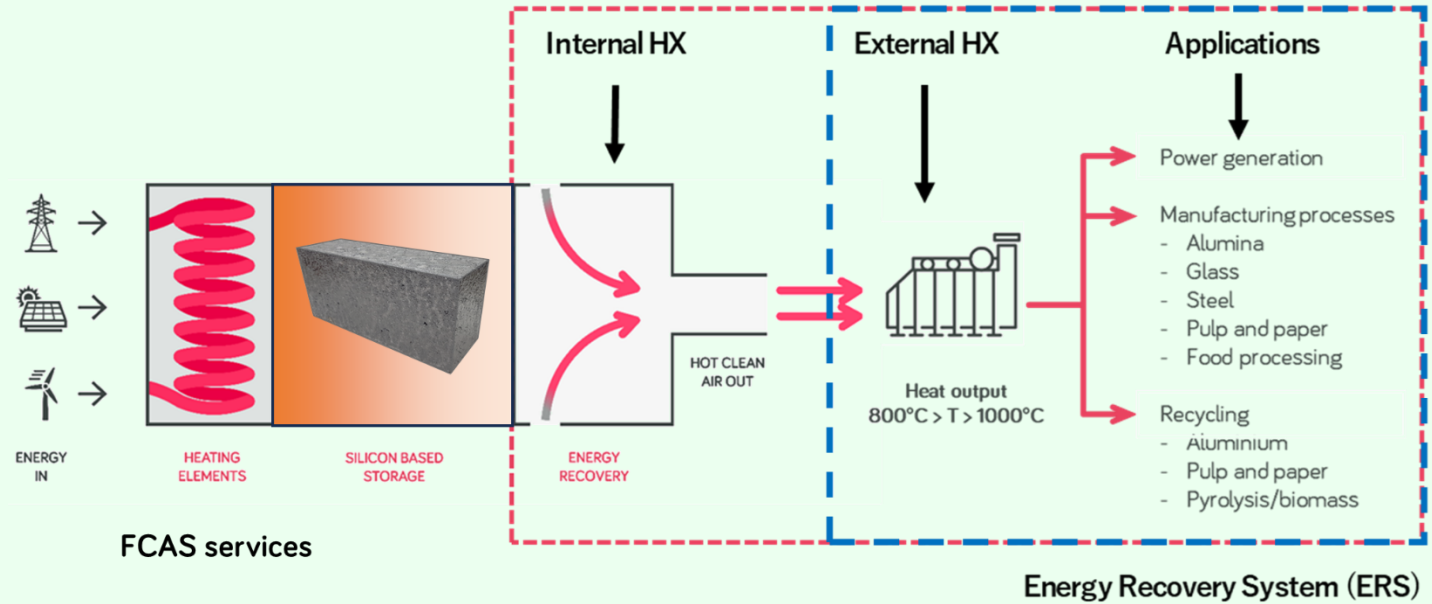 Internal HX
External HX
Applications
Power generation
Manufacturing processes
- Alumina
- Glass
- Steel
- Pulp and paper
- Food processing
HOT CLEAN
AIR OUT
Heat output
800°C > T > 1000°C
Recycling
- Aluminium
- Pulp and paper
- Pyrolysis/biomass
ENERGY
IN
HEATING
ELEMENTS
SILICON BASED
STORAGE
ENERGY
RECOVERY
FCAS services
Energy Recovery System (ERS)